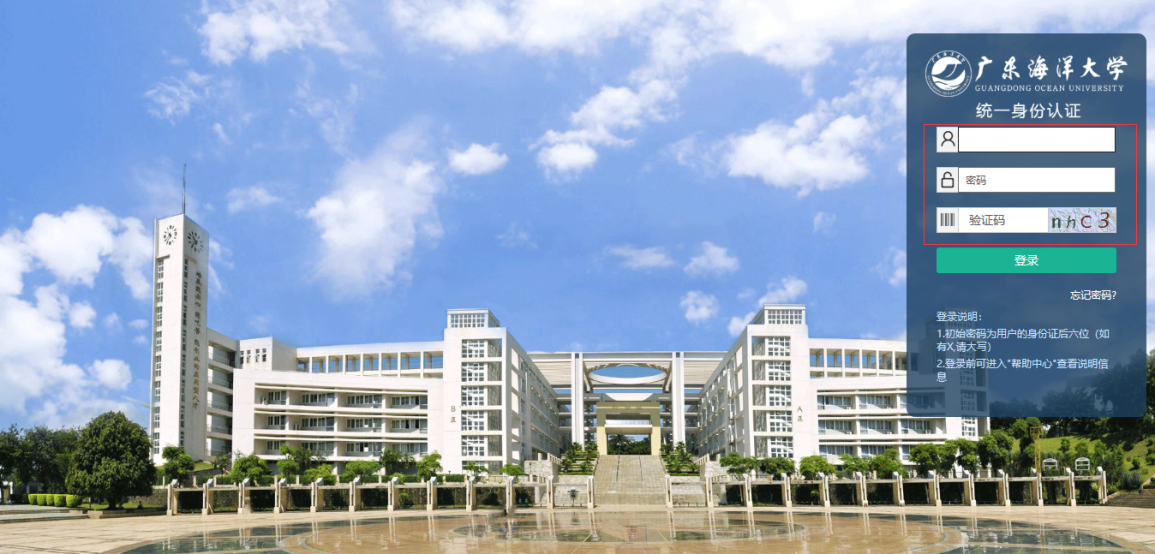 广东海洋大学
GUANGDONG OCEAN UNIVERSITY
统一身份认证
密码
验证码
nhC3
登录
忘记密码?
登录说明：
1.初始密码为用户的身份证后六位（如
有X,请大写）
2.登录前可进入"帮助中心"查看说明信
息